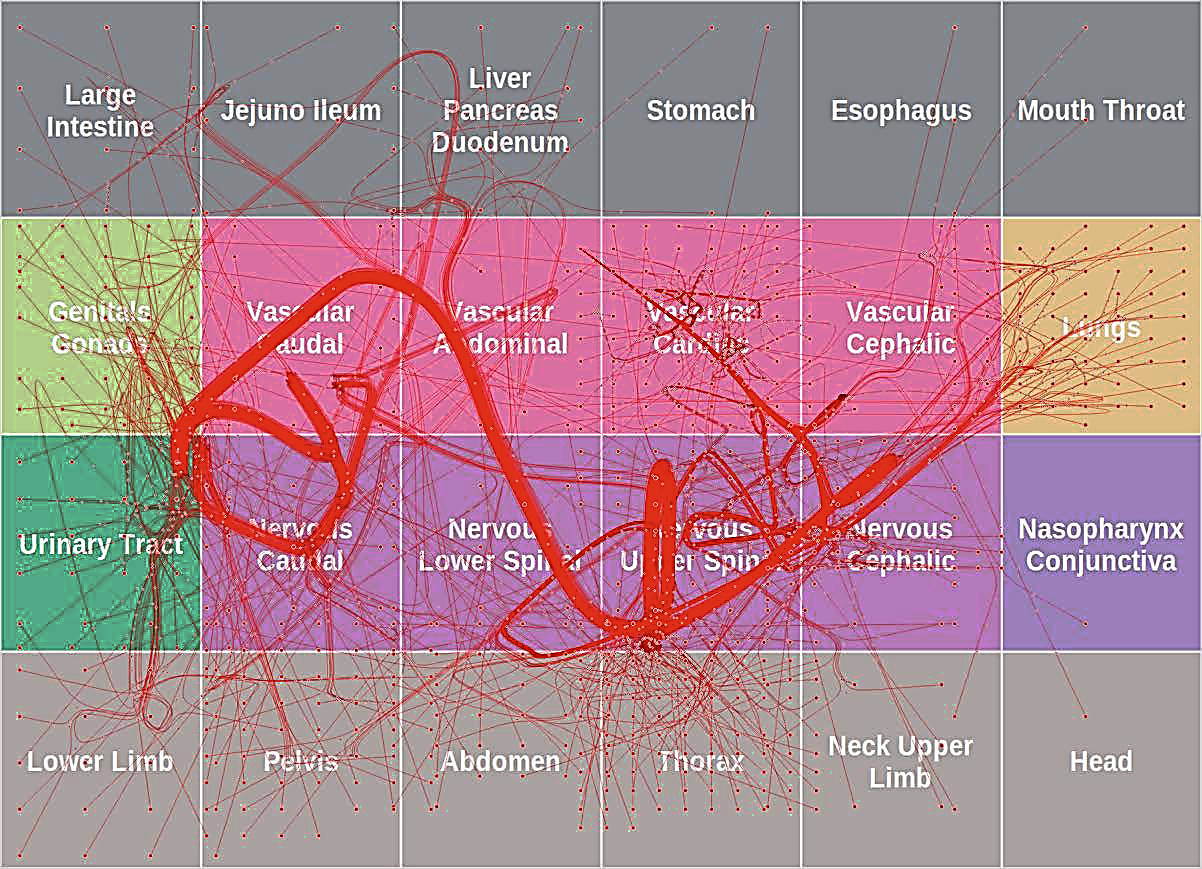 Large
Intestine
Jejuno Ileum
Liver
Pancreas
Duodenum
Stomach
Esophagus
Mouth Throat
Genitals
Gonads
Vascular
Caudal
Vascular
Abdominal
Vascular
Cardiac
Vascular
Cephalic
Lungs
Urinary Tract
Nervous
Caudal
Nervous
Lower Spinal
Nervous
Upper Spinal
Nervous
Cephalic
Nasopharynx
Conjunctiva
Lower Limb
Pelvis
Abdomen
Thorax
Neck Upper
Limb
Head